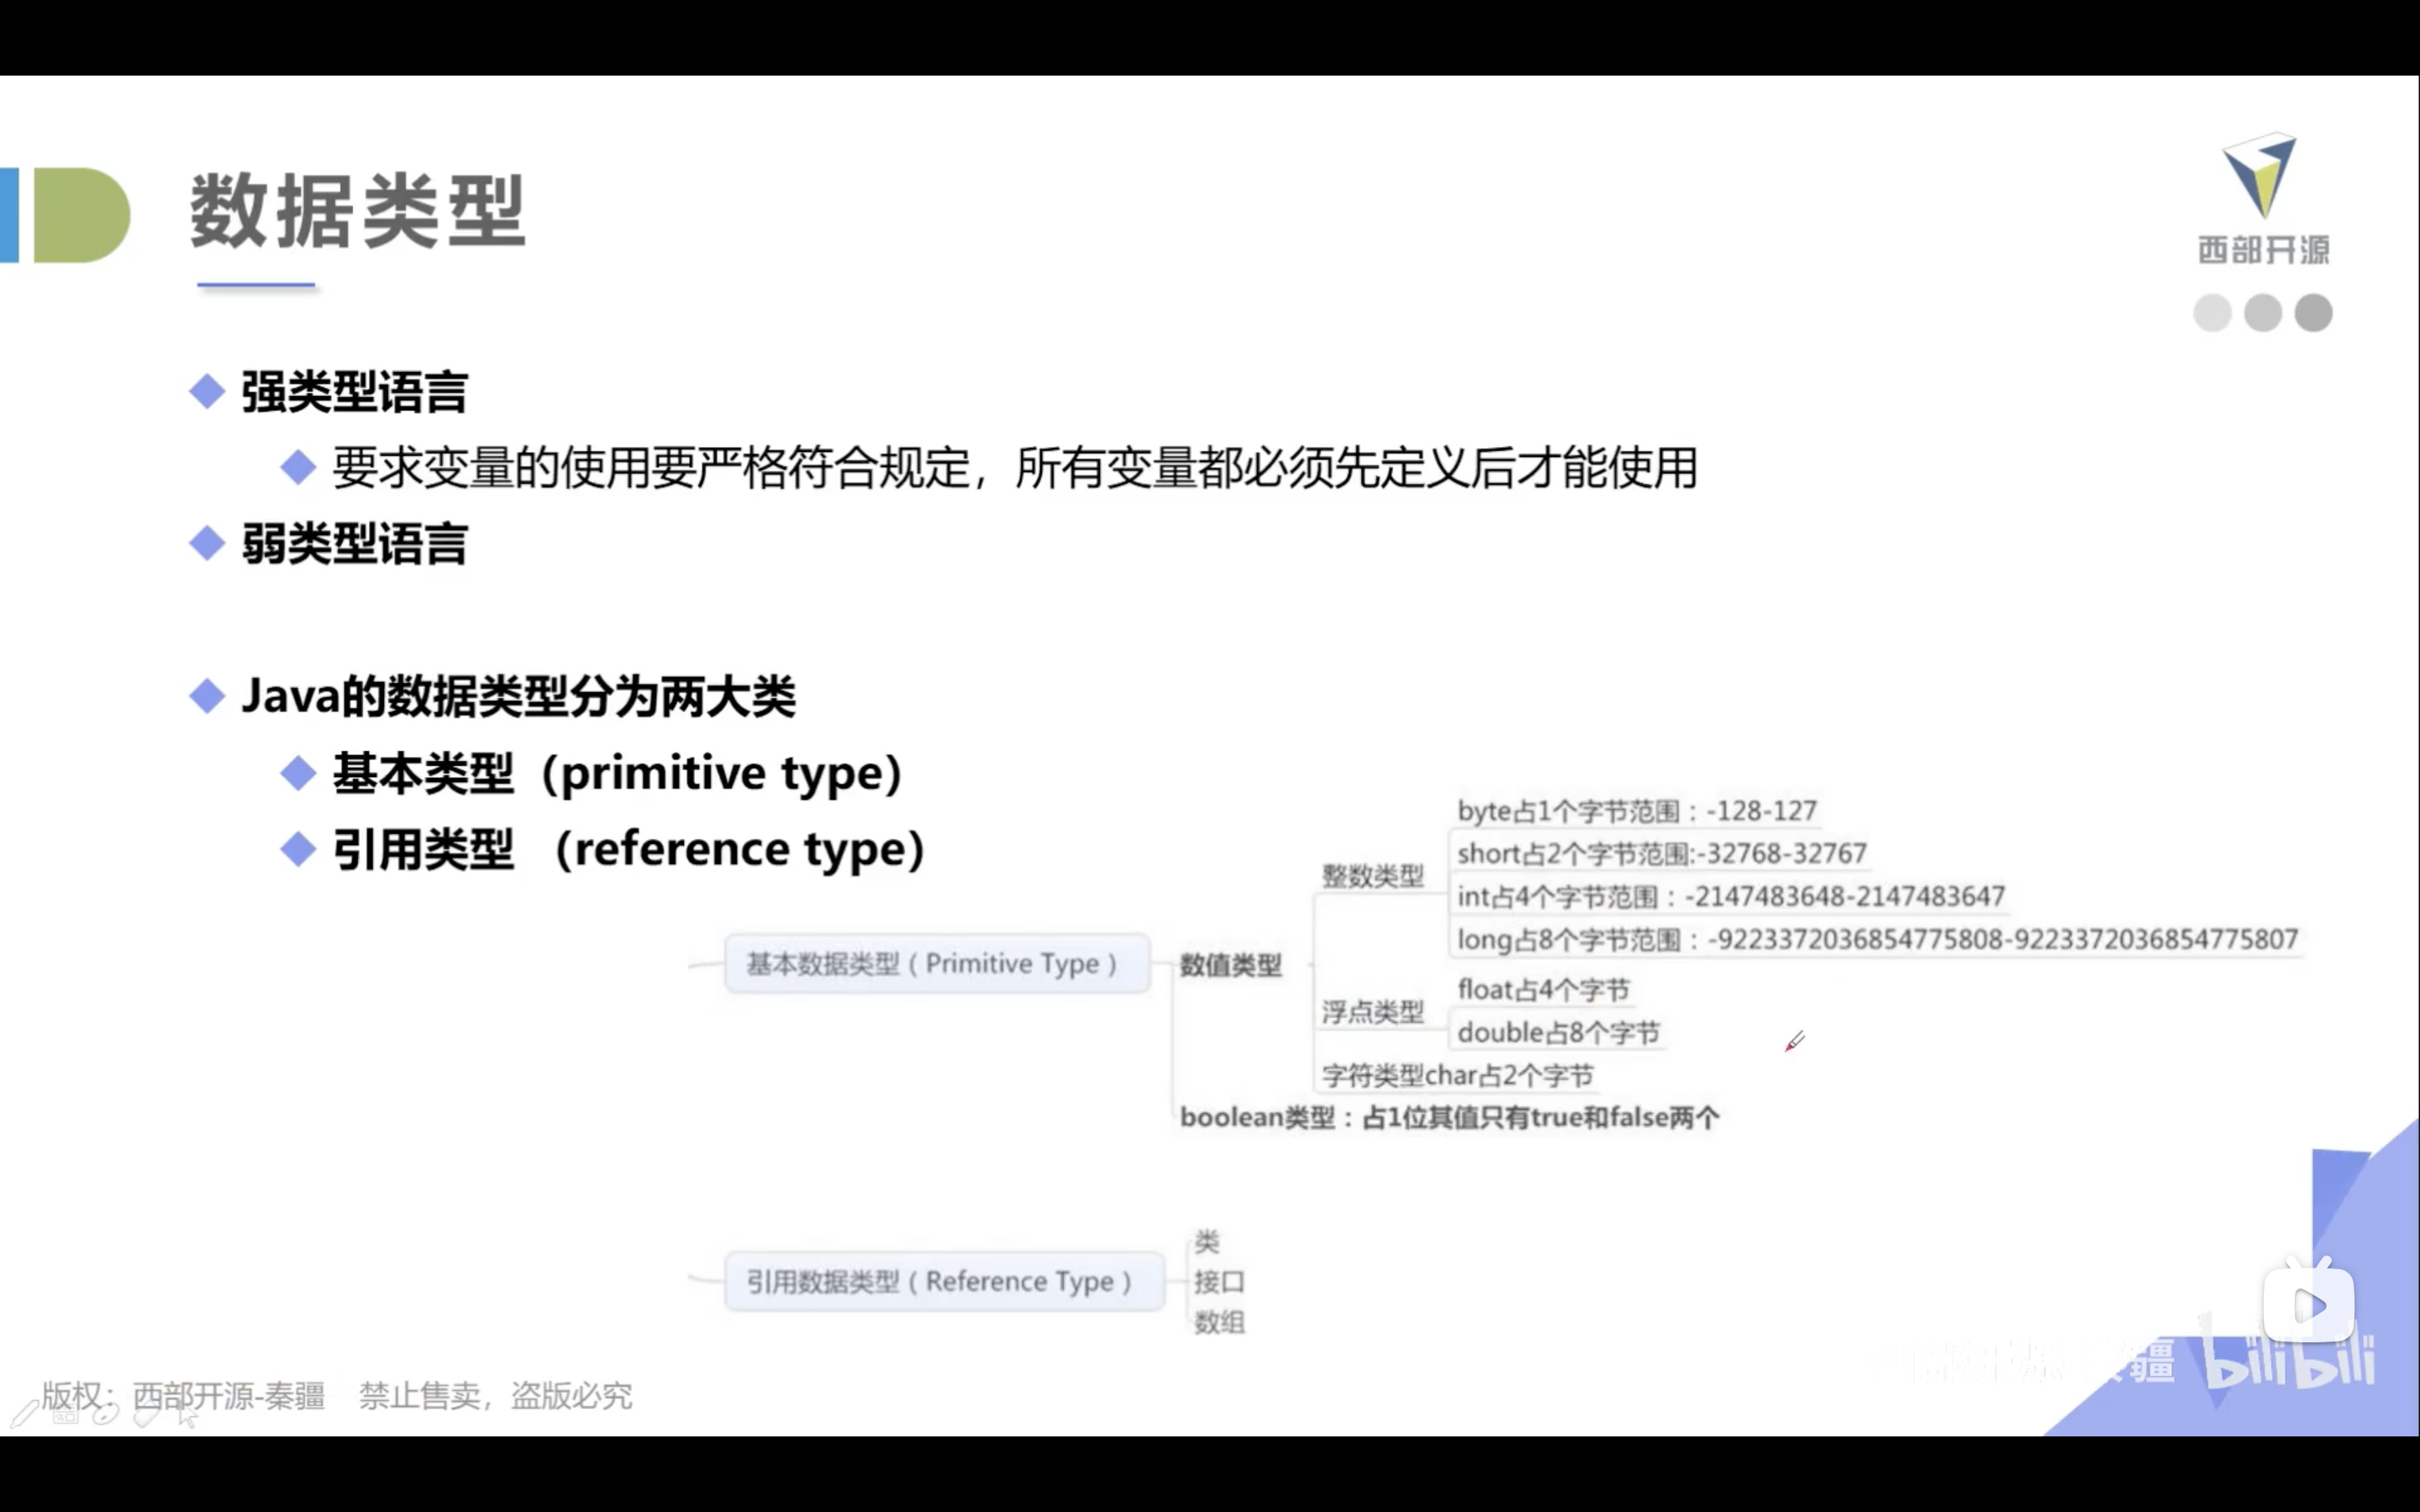 数据类型
西部开源
强类型语言
要求变量的使用要严格符合规定，所有变量都必须先定义后才能使用
弱类型语言
Java的数据类型分为两大类
基本类型（primitive type）
引用类型 （reference type）
基本数据类型（Primitive Type）
数值类型
整数类型
byte占1个字节范围：-128-127
short占2个字节范围:-32768-32767
int占4个字节范围：-2147483648-2147483647
long占8个字节范围：-9223372036854775808-9223372036854775807
浮点类型
float占4个字节
double占8个字节
字符类型char占2个字节
boolean类型：占1位其值只有true和false两个
引用数据类型（Reference Type）
类
接口
数组
疆
bilibili
版权：西部开源-秦疆 禁止售卖，盗版必究